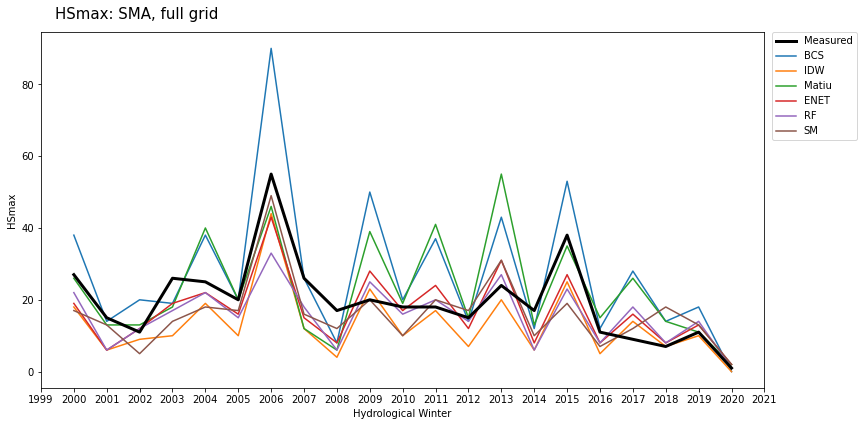 HSmax: SMA, full grid
Measured
BCS
IDW
Matiu
ENET
RF
SM
80
60
40
20
0
HSmax
1999 2000 2001 2002 2003 2004 2005 2006 2007 2008 2009 2010 2011 2012 2013 2014 2015 2016 2017 2018 2019 2020 2021
Hydrological Winter